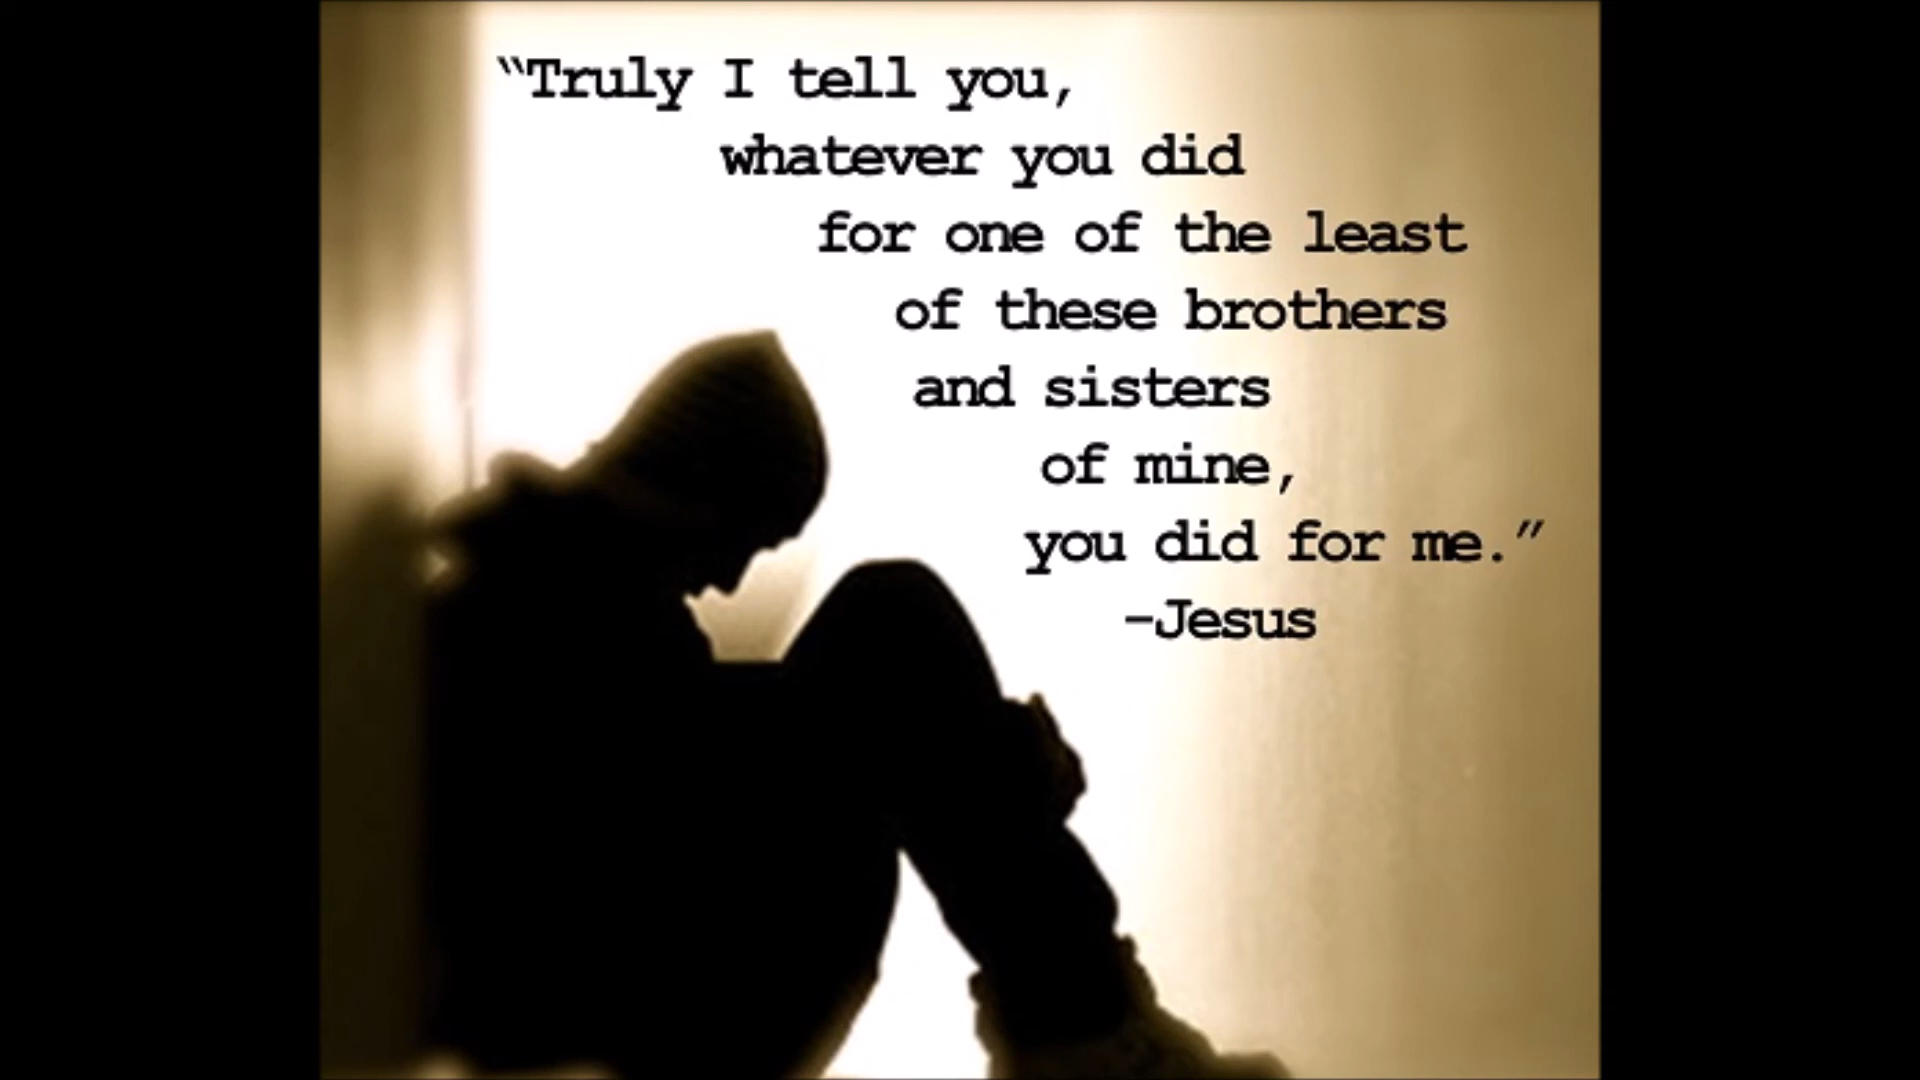 “Truly I tell you,
whatever you did
for one of the least
of these brothers
and sisters
of mine,
you did for me.”
-Jesus